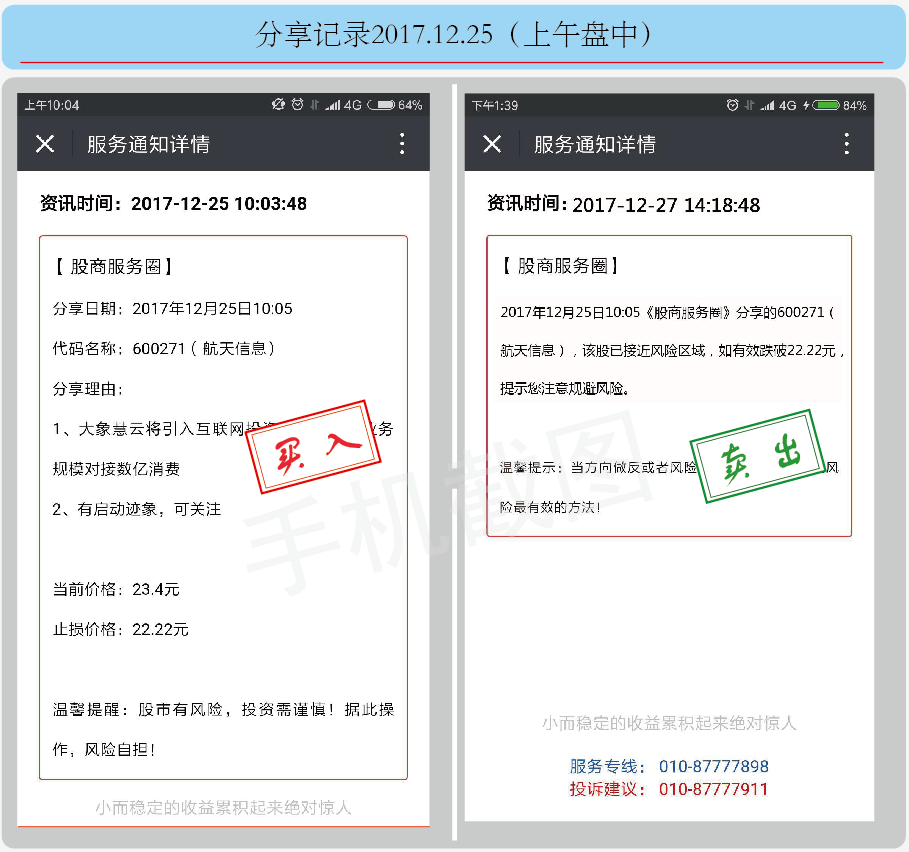 分享记录2017.12.25（上午盘中）
上午10:04
4G
64%
服务通知详情
资讯时间：2017-12-25 10:03:48
【 股商服务圈】
分享日期：2017年12月25日10:05
代码名称：600271（ 航天信息）
分享理由：
1、大象慧云将引入互联网投资
业务
规模对接数亿消费
2、有启动迹象，可关注
买入
当前价格：23.4元
止损价格：22.22元
温馨提醒：股市有风险，投资需谨慎！据此操
作，风险自担！
小而稳定的收益累积起来绝对惊人
下午1:39
4G
84%
服务通知详情
资讯时间：2017-12-27 14:18:48
【 股商服务圈】
2017年12月25日10:05《股商服务圈》分享的600271（
航天信息），该股已接近风险区域，如有效跌破22.22元，
提示您注意规避风险。
温馨提示：当方向做反或者风险
风
险最有效的方法！
卖出
小而稳定的收益累积起来绝对惊人
服务专线： 010-87777898
投诉建议： 010-87777911
手机截图